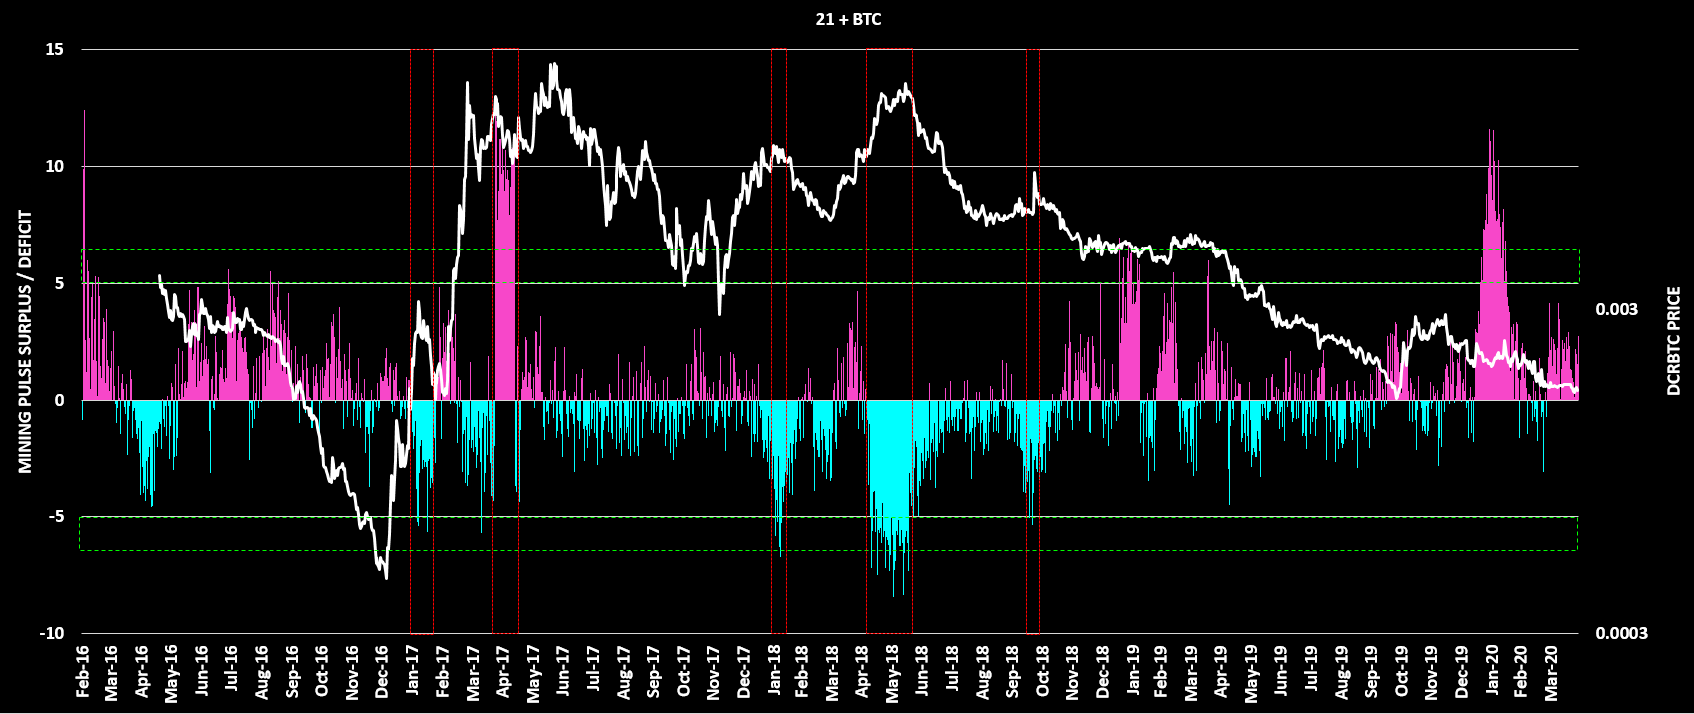 21 + BTC
15
10
5
0
-5
-10
MINING PULSE SURPLUS / DEFICIT
0.003
0.0003
DCRBTC PRICE
Feb-16
Mar-16
Apr-16
May-16
Jun-16
Jul-16
Aug-16
Sep-16
Oct-16
Nov-16
Dec-16
Jan-17
Feb-17
Mar-17
Apr-17
May-17
Jun-17
Jul-17
Aug-17
Sep-17
Oct-17
Nov-17
Dec-17
Jan-18
Feb-18
Mar-18
Apr-18
May-18
Jun-18
Jul-18
Aug-18
Sep-18
Oct-18
Nov-18
Dec-18
Jan-19
Feb-19
Mar-19
Apr-19
May-19
Jun-19
Jul-19
Aug-19
Sep-19
Oct-19
Nov-19
Dec-19
Jan-20
Feb-20
Mar-20